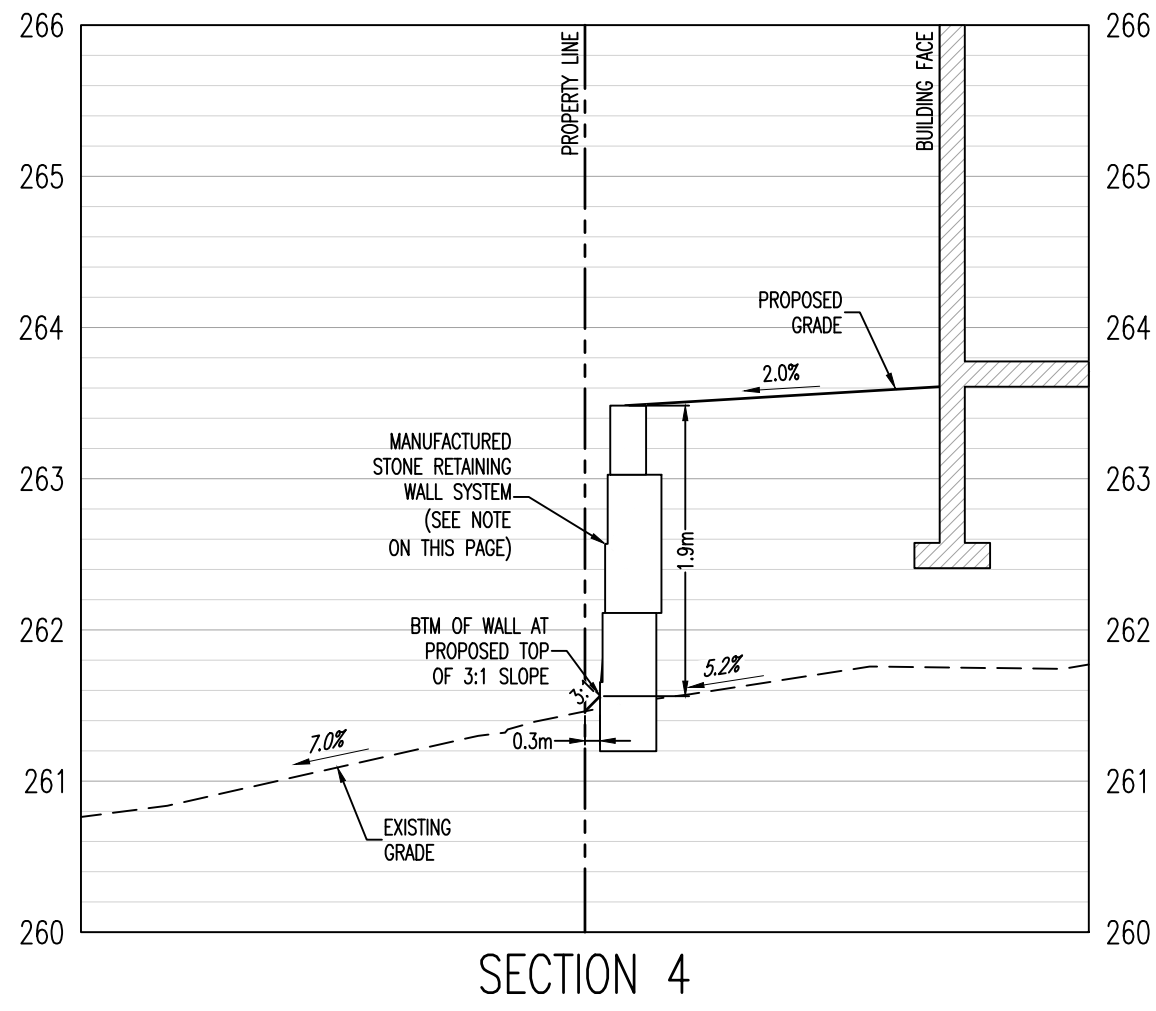 266
266
PROPERTY LINE
BUILDING FACE
265
265
PROPOSED
GRADE
264
264
2.0%
MANUFACTURED
STONE RETAINING
WALL SYSTEM
(SEE NOTE
ON THIS PAGE)
263
263
1.9m
262
262
BTM OF WALL AT
PROPOSED TOP
OF 3:1 SLOPE
5.2%
3:1
0.3m
7.0%
261
261
EXISTING
GRADE
260
260
SECTION 4